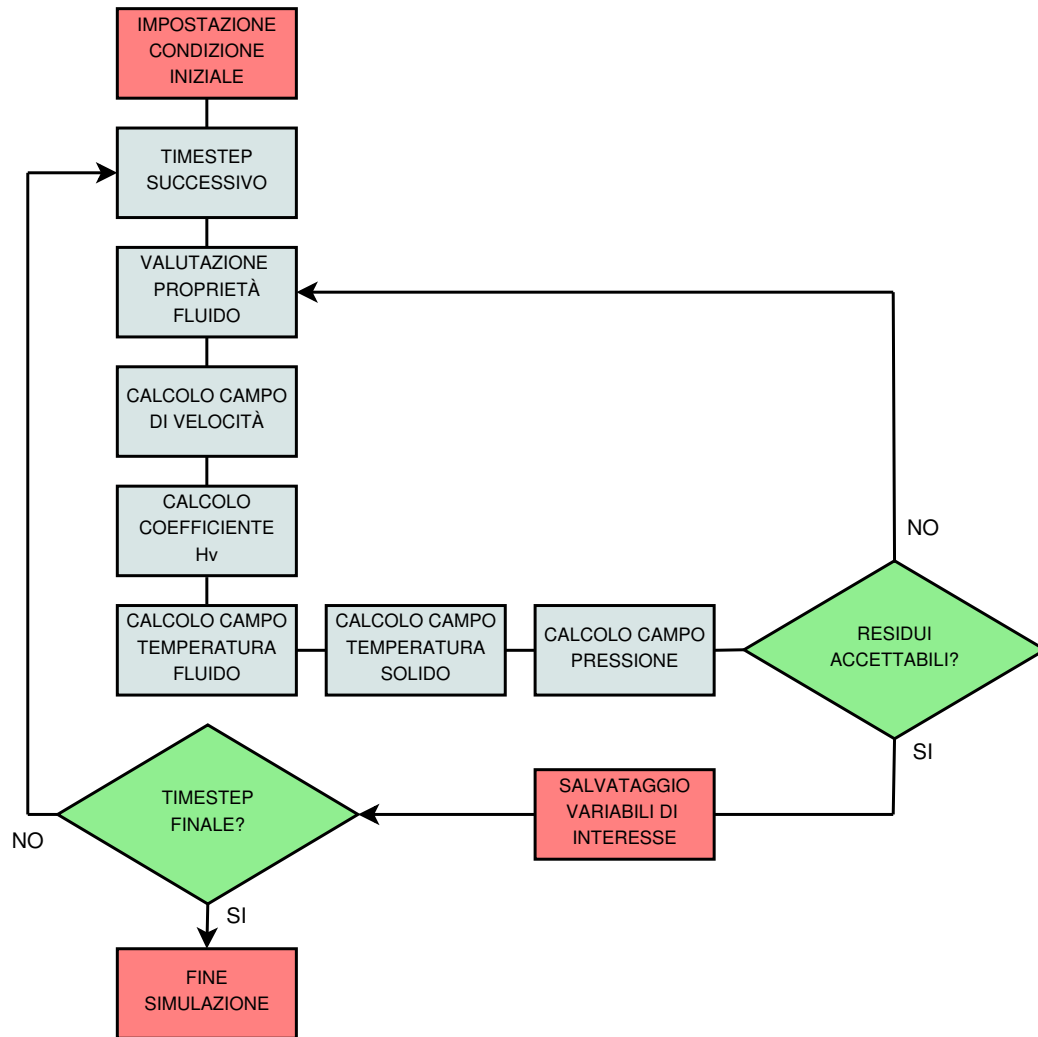 IMPOSTAZIONE
CONDIZIONE
INIZIALE
TIMESTEP
SUCCESSIVO
VALUTAZIONE
PROPRIETÀ
FLUIDO
CALCOLO CAMPO
DI VELOCITÀ
CALCOLO
COEFFICIENTE
Hv
CALCOLO CAMPO
TEMPERATURA
FLUIDO
CALCOLO CAMPO
TEMPERATURA
SOLIDO
CALCOLO CAMPO
PRESSIONE
RESIDUI
ACCETTABILI?
NO
SI
SALVATAGGIO
VARIABILI DI
INTERESSE
TIMESTEP
FINALE?
NO
SI
FINE
SIMULAZIONE